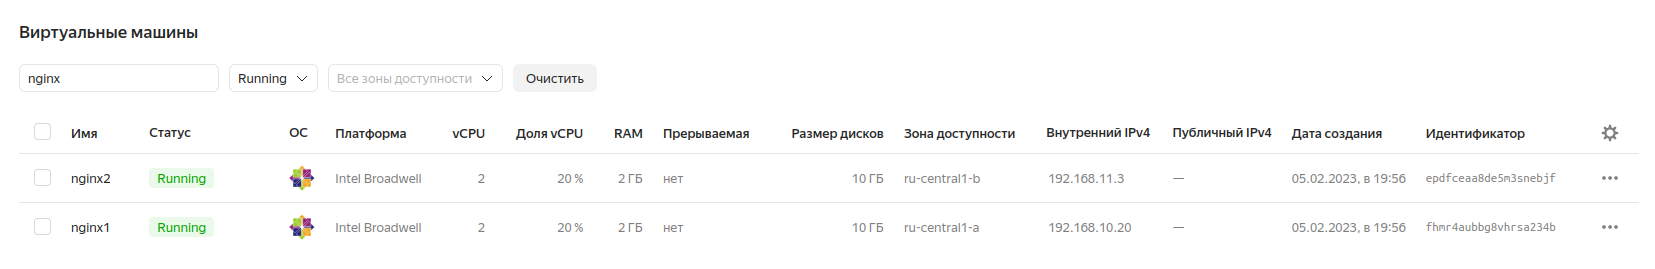 Виртуальные машины
nginx Running Все зоны доступности Очистить
Имя Статус ОС Платформа vCPU Доля vCPU RAM Прерываемая Размер дисков Зона доступности Внутренний IPv4 Публичный IPv4 Дата создания Идентификатор
nginx2 Running Intel Broadwell 2 20 % 2 ГБ нет 10 ГБ ru-central1-b 192.168.11.3 — 05.02.2023, в 19:56 epdfceaa8de5m3snebjf
nginx1 Running Intel Broadwell 2 20 % 2 ГБ нет 10 ГБ ru-central1-a 192.168.10.20 — 05.02.2023, в 19:56 fhmr4aubbg8vhrsa234b